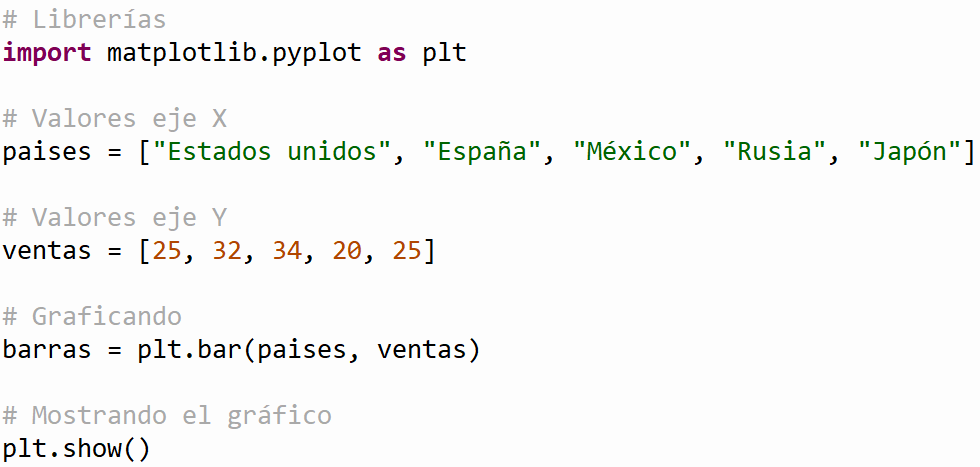 # Librerías
import matplotlib.pyplot as plt
# Valores eje X
paises = ["Estados unidos", "España", "México", "Rusia", "Japón"]
# Valores eje Y
ventas = [25, 32, 34, 20, 25]
# Graficando
barras = plt.bar(paises, ventas)
# Mostrando el gráfico
plt.show()